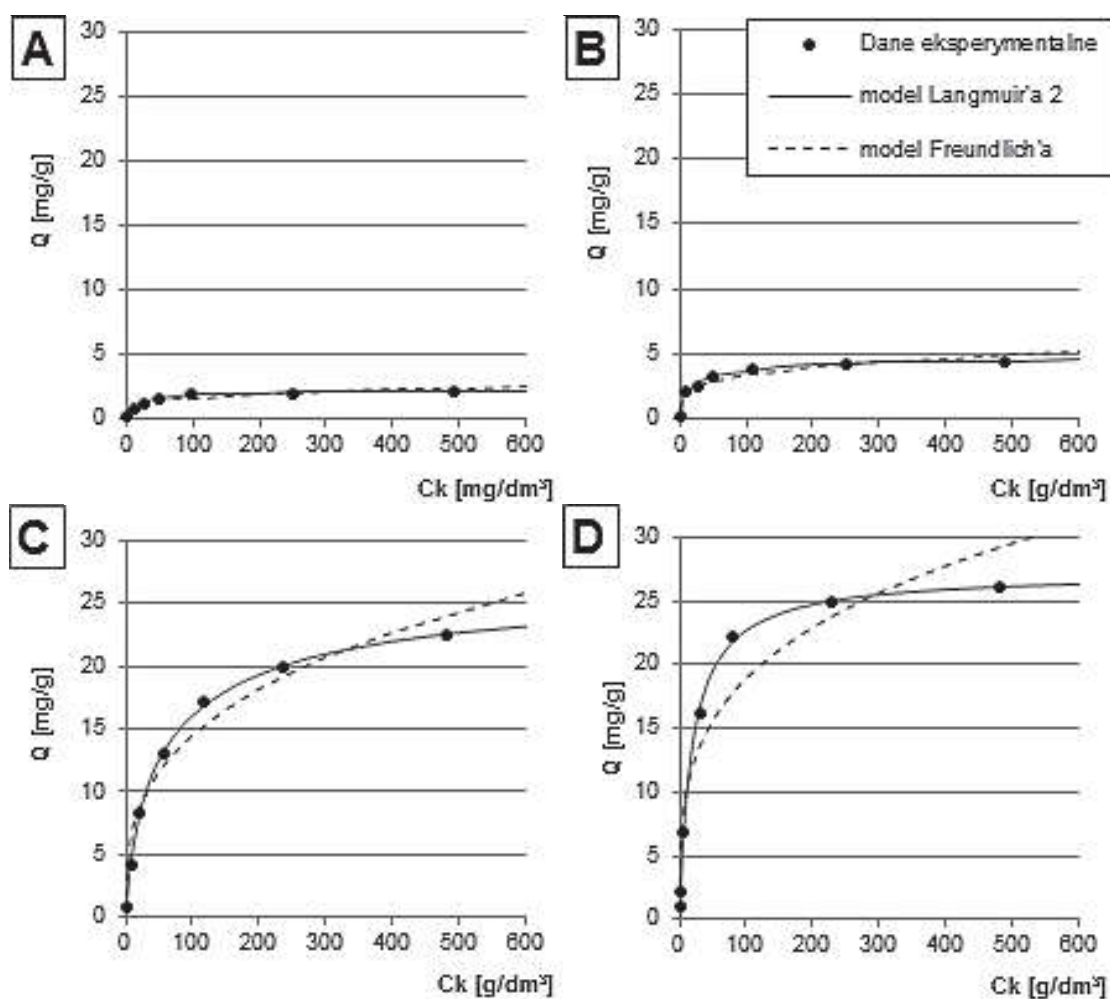 A
30
25
20
15
10
5
0
Q [mg/g]
0 100 200 300 400 500 600
Ck [mg/dm³]
B
30
25
20
15
10
5
0
Q [mg/g]
0 100 200 300 400 500 600
Ck [g/dm³]
Dane eksperymentalne
model Langmuir'a 2
model Freundlich'a
C
30
25
20
15
10
5
0
Q [mg/g]
0 100 200 300 400 500 600
Ck [g/dm³]
D
30
25
20
15
10
5
0
Q [mg/g]
0 100 200 300 400 500 600
Ck [g/dm³]